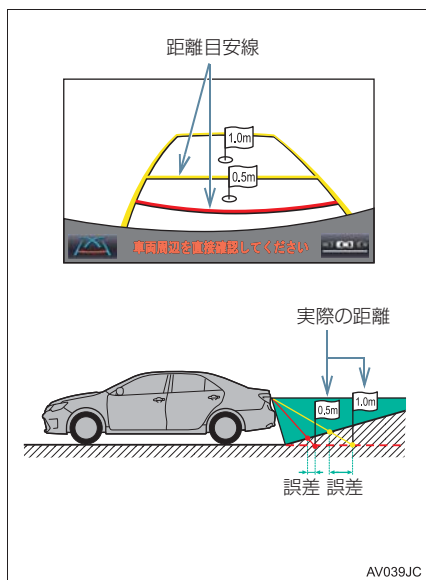 距離目安線
1.0m
0.5m
車両周辺を直接確認してください
実際の距離
0.5m
1.0m
誤差 誤差
AV039JC